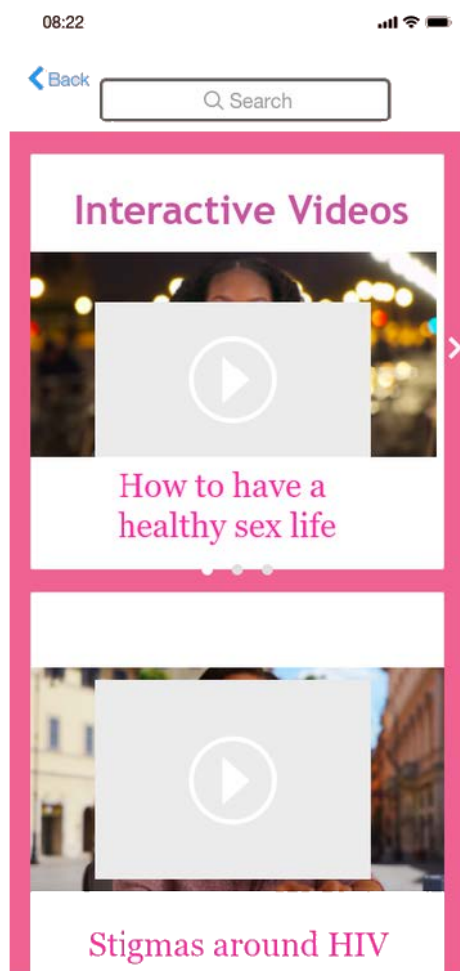 08:22
Back
Search
Interactive Videos
How to have a
healthy sex life
Stigmas around HIV